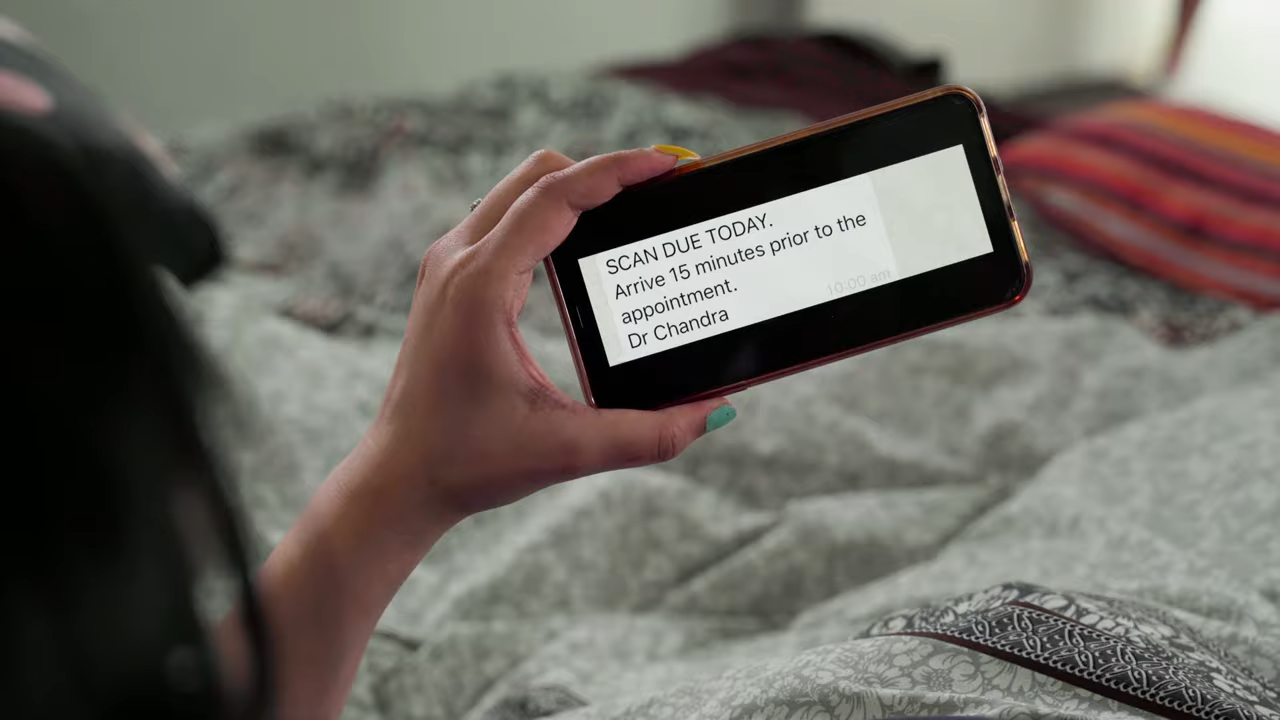 SCAN DUE TODAY.
Arrive 15 minutes prior to the
appointment.
10:00 am
Dr Chandra